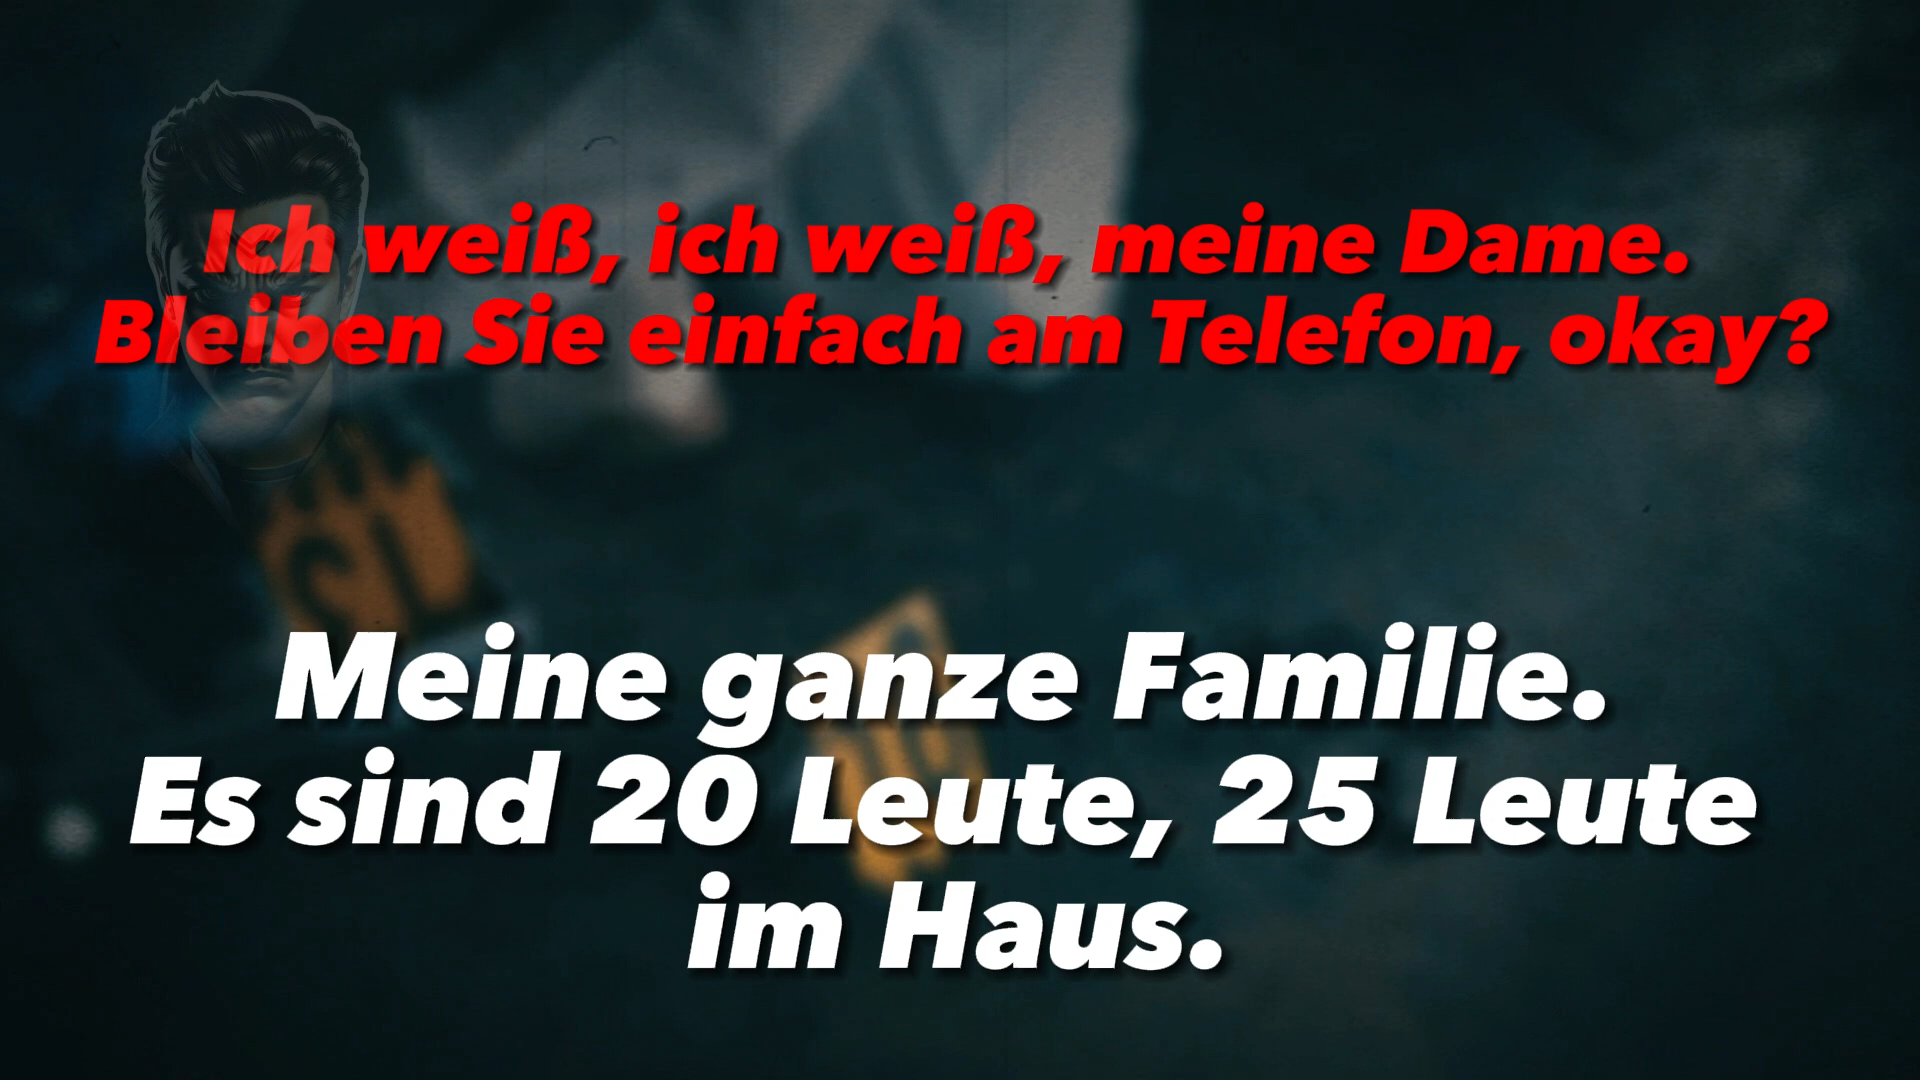 Ich weiß, ich weiß, meine Dame.
Bleiben Sie einfach am Telefon, okay?
Meine ganze Familie.
Es sind 20 Leute, 25 Leute
im Haus.